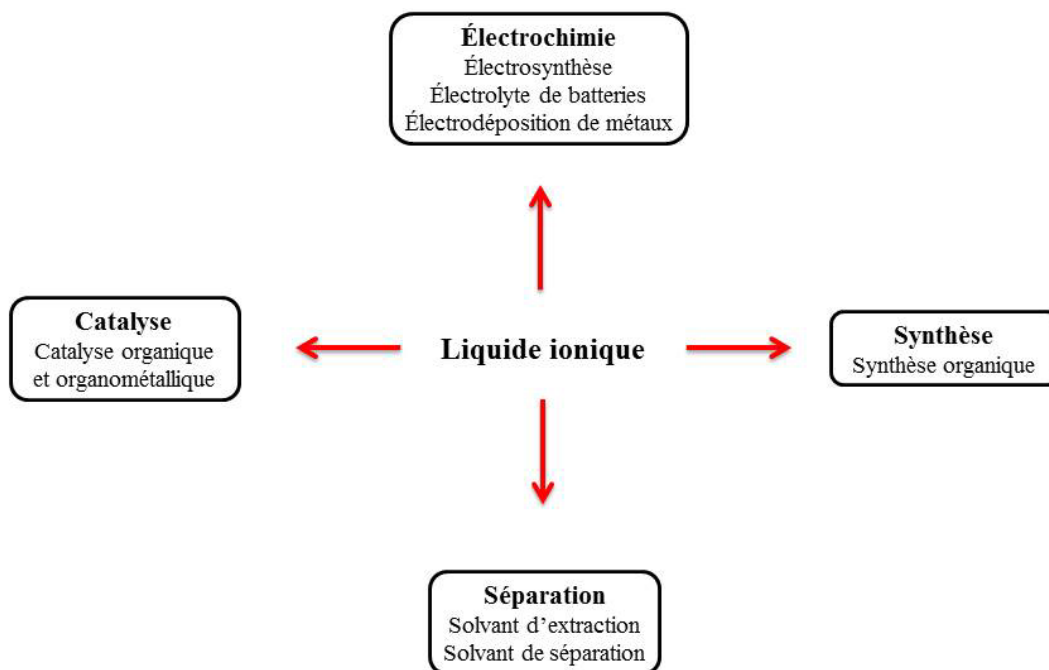 Électrochimie
Électrosynthèse
Électrolyte de batteries
Électrodéposition de métaux
Catalyse
Catalyse organique
et organométallique
Liquide ionique
Synthèse
Synthèse organique
Séparation
Solvant d’extraction
Solvant de séparation